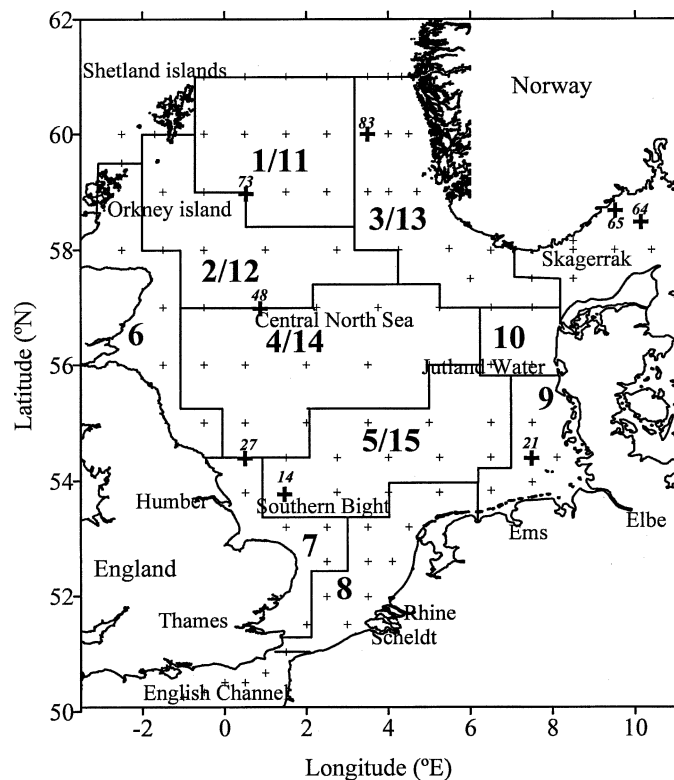 62
Shetland islands
Norway
83
60
1/11
73
Orkney island
3/13
65
64
58
Skagerrak
2/12
48
Central North Sea
6
4/14
10
56
Jutland Water
9
5/15
27
21
54
14
Humber
Southern Bight
Ems
Elbe
7
England
8
52
Thames
Rhine
Scheldt
English Channel
50
-2
0
2
4
6
8
10
Latitude (ºN)
Longitude (ºE)